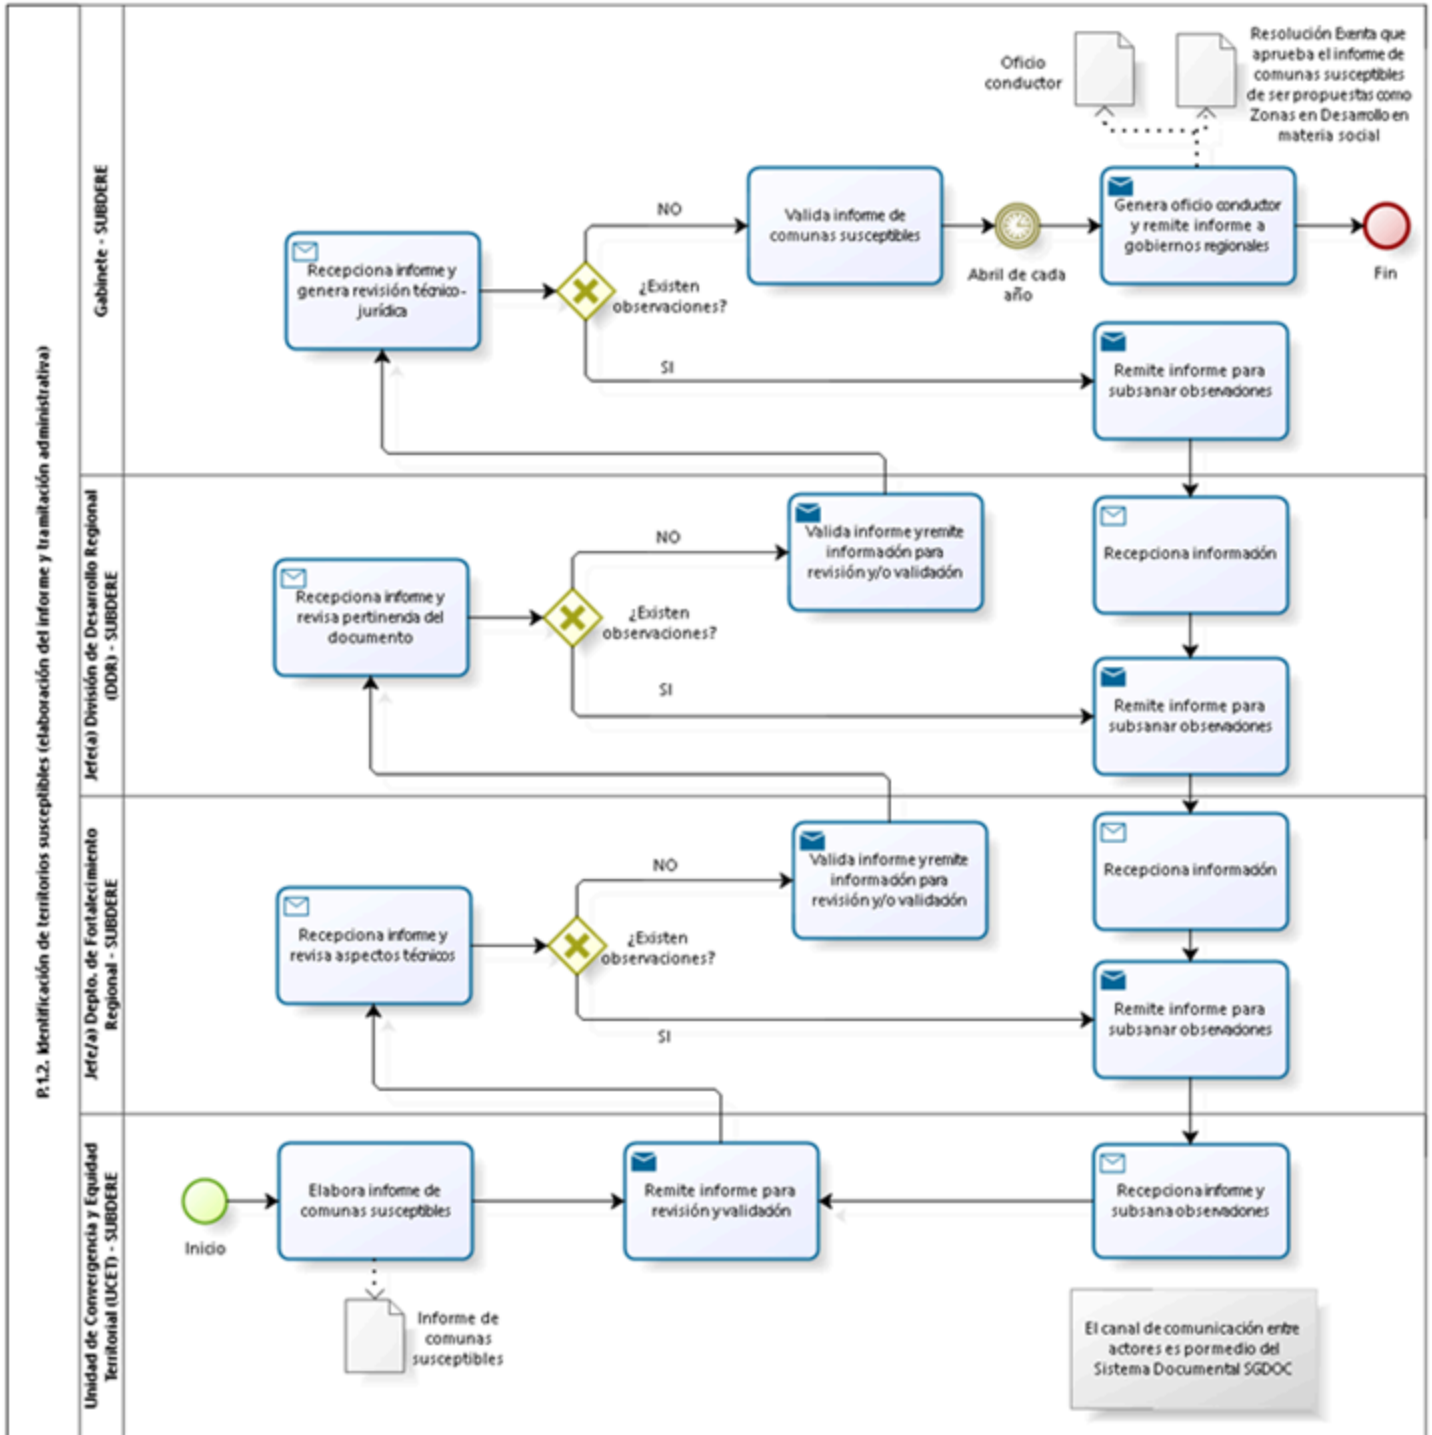 P.1.2. Identificación de territorios susceptibles (elaboración del informe y tramitación administrativa)
Gabinete - SUBDERE
Oficio
conductor
Resolución Exenta que
aprueba el informe de
comunas susceptibles
de ser propuestas como
Zonas en Desarrollo en
materia social
Recepciona informe y
genera revisión técnico-
jurídica
¿Existen
observaciones?
NO
SI
Valida informe de
comunas susceptibles
Abril de cada
año
Genera oficio conductor
y remite informe a
gobiernos regionales
Fin
Remite informe para
subsanar observaciones
Jefe(a) División de Desarrollo Regional
(DDR) - SUBDERE
Recepciona informe y
revisa pertinencia del
documento
¿Existen
observaciones?
NO
SI
Valida informe y remite
información para
revisión y/o validación
Recepciona información
Remite informe para
subsanar observaciones
Jefe/a) Depto. de Fortalecimiento
Regional - SUBDERE
Recepciona informe y
revisa aspectos técnicos
¿Existen
observaciones?
NO
SI
Valida informe y remite
información para
revisión y/o validación
Recepciona información
Remite informe para
subsanar observaciones
Unidad de Convergencia y Equidad
Territorial (UCET) - SUBDERE
Inicio
Elabora informe de
comunas susceptibles
Informe de
comunas
susceptibles
Remite informe para
revisión y validación
Recepciona informe y
subsana observaciones
El canal de comunicación entre
actores es por medio del
Sistema Documental SGDOC